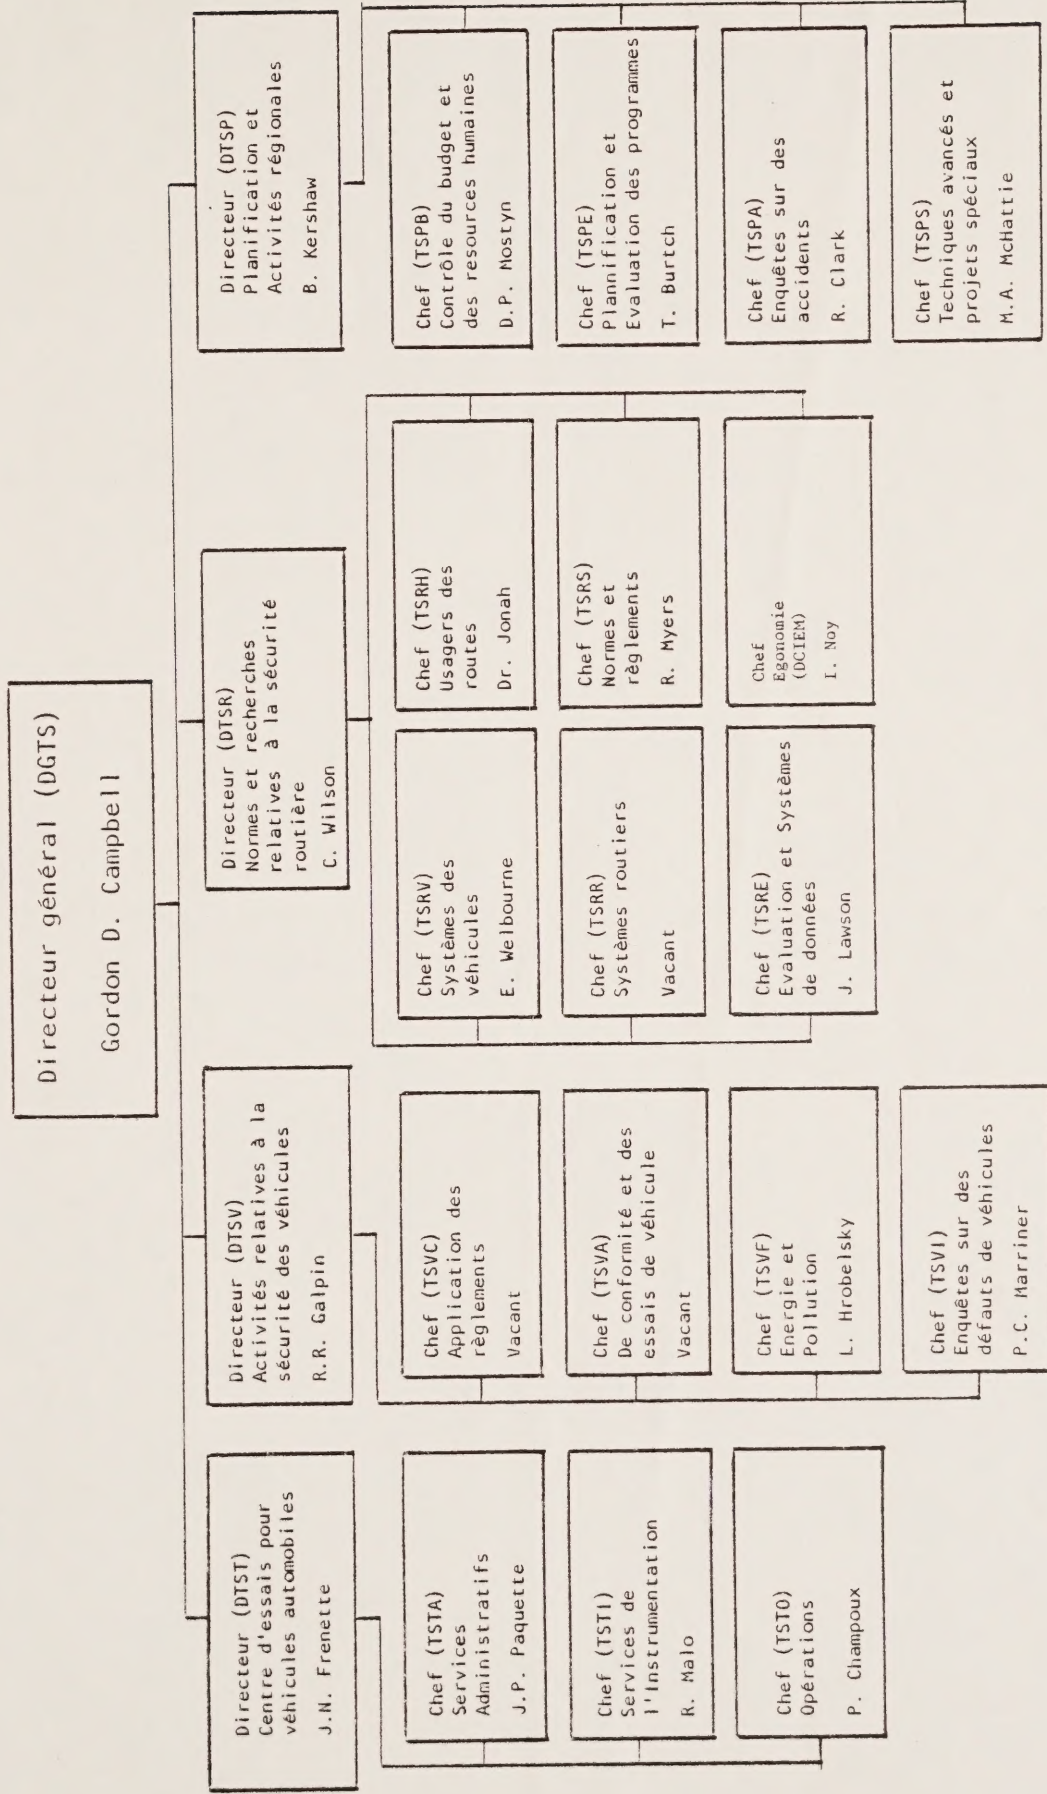 Directeur général (DGTS)
Gordon D. Campbell
Directeur (DTST)
Centre d'essais pour
véhicules automobiles
J.N. Frenette
Chef (TSTA)
Services
Administratifs
J.P. Paquette
Chef (TSTI)
Services de
l'Instrumentation
R. Malo
Chef (TSTO)
Opérations
P. Champoux
Directeur (DTSV)
Activités relatives à la
sécurité des véhicules
R.R. Galpin
Chef (TSVC)
Application des
règlements
Vacant
Chef (TSVA)
De conformité et des
essais de véhicule
Vacant
Chef (TSVF)
Energie et
Pollution
L. Hrobelsky
Chef (TSVI)
Enquêtes sur des
défauts de véhicules
P.C. Marriner
Directeur (DTSR)
Normes et recherches
relatives à la sécurité
routière
C. Wilson
Chef (TSRV)
Systèmes des
véhicules
E. Welbourne
Chef (TSRR)
Systèmes routiers
Vacant
Chef (TSRE)
Evaluation et Systèmes
de données
J. Lawson
Chef (TSRH)
Usagers des
routes
Dr. Jonah
Chef (TSRS)
Normes et
règlements
R. Myers
Chef
Egonomie
(DCIEM)
I. Noy
Directeur (DTSP)
Planification et
Activités régionales
B. Kershaw
Chef (TSPB)
Contrôle du budget et
des resources humaines
D.P. Mostyn
Chef (TSPE)
Plannification et
Evaluation des programmes
T. Burtch
Chef (TSPA)
Enquêtes sur des
accidents
R. Clark
Chef (TSPS)
Techniques avancés et
projets spéciaux
M.A. McHattie